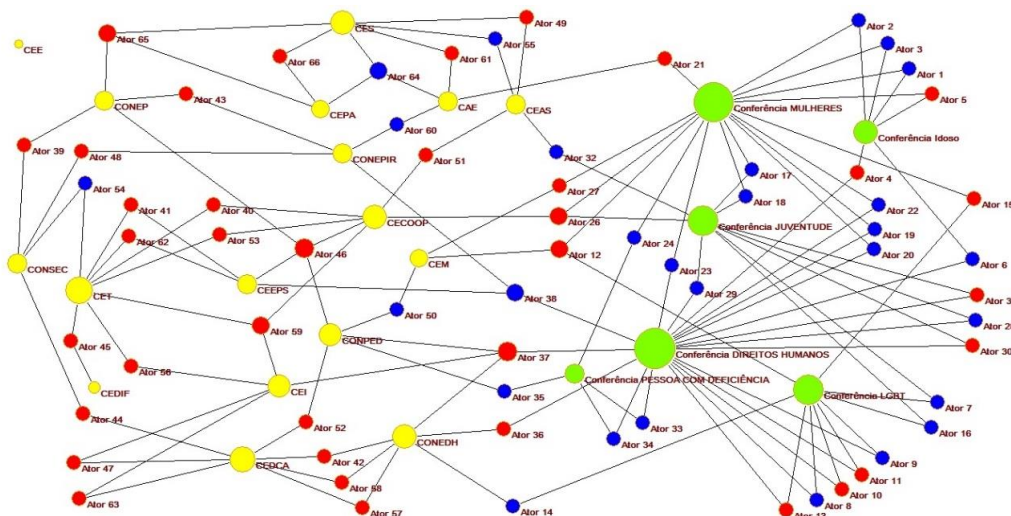 Ator 49
Ator 2
CES
Ator 65
Ator 55
Ator 3
CEE
Ator 66
Ator 61
Ator 21
Ator 1
Ator 64
Ator 5
CONEP
Ator 43
CEPA
CAE
CEAS
Conferência MULHERES
Ator 60
Conferência Idoso
Ator 39
Ator 48
CONEPIR
Ator 51
Ator 32
Ator 17
Ator 4
Ator 54
Ator 27
Ator 18
Ator 15
Ator 41
Ator 40
CECOOP
Ator 26
Conferência JUVENTUDE
Ator 22
Ator 62
Ator 53
Ator 24
Ator 19
Ator 46
Ator 12
Ator 20
CONSEC
CEM
Ator 23
Ator 6
CET
CEEPS
Ator 38
Ator 29
Ator 50
Ator 59
CONPED
Ator 45
Ator 37
Conferência DIREITOS HUMANOS
Ator 30
Ator 56
Conferência PESSOA COM DEFICIÊNCIA
CEDIF
CEI
Ator 35
Conferência LGBT
Ator 44
Ator 7
Ator 52
Ator 33
Ator 36
Ator 16
CONEDH
Ator 34
Ator 47
CEDCA
Ator 42
Ator 9
Ator 11
Ator 58
Ator 10
Ator 63
Ator 8
Ator 57
Ator 14
Ator 13